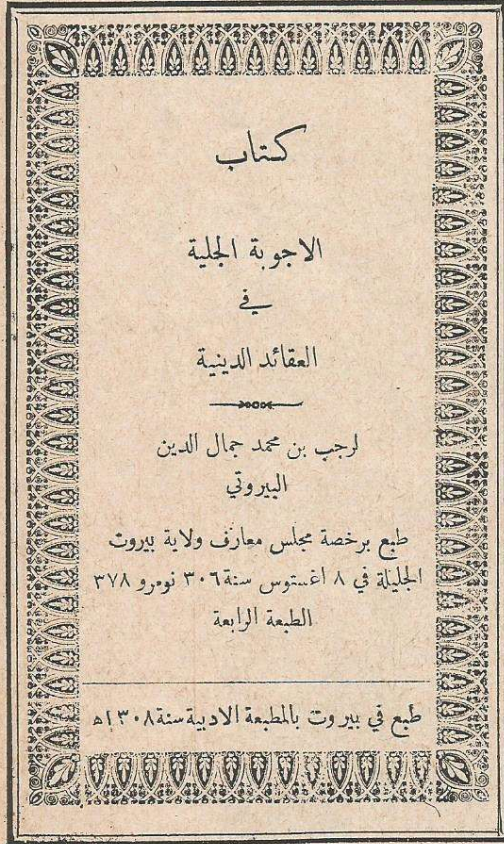 كتاب
الاجوبة الجلية
في
العقائد الدينية
لرجب بن محمد جمال الدين
البيروتي
طبع برخصة مجلس معارف ولاية بيروت
الجليلة في ٨ اغستوس سنة ٣٠٦ نومرو ٣٧٨
الطبعة الرابعة
طبع في بيروت بالمطبعة الادبية سنة ١٣٠٨ه